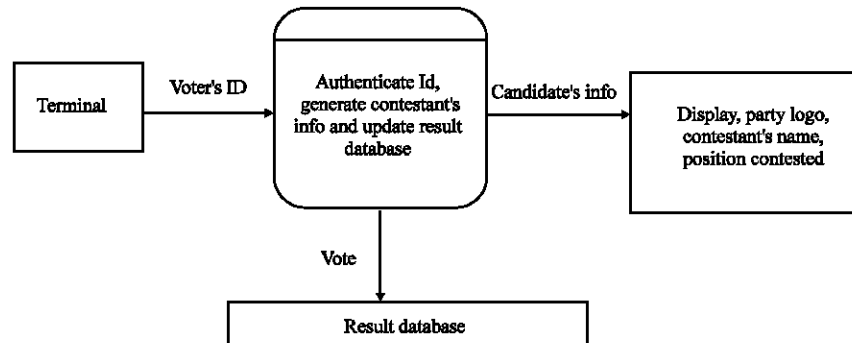 Terminal
Voter's ID
Authenticate Id,
generate contestant's
info and update result
database
Candidate's info
Display, party logo,
contestant's name,
position contested
Vote
Result database